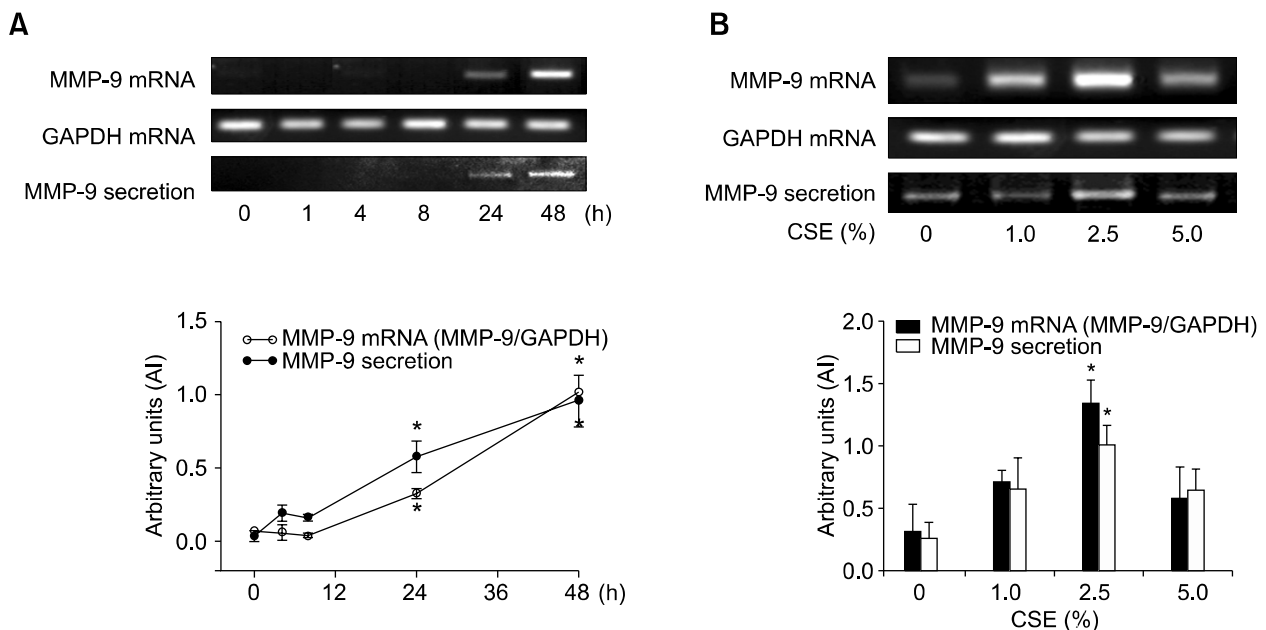 A
MMP-9 mRNA
GAPDH mRNA
MMP-9 secretion
0 1 4 8 24 48 (h)
1.5
1.0
0.5
0.0
Arbitrary units (AI)
MMP-9 mRNA (MMP-9/GAPDH)
MMP-9 secretion
*
*
*
*
0 12 24 36 48 (h)
B
MMP-9 mRNA
GAPDH mRNA
MMP-9 secretion
CSE (%) 0 1.0 2.5 5.0
2.0
1.5
1.0
0.5
0.0
Arbitrary units (AI)
MMP-9 mRNA (MMP-9/GAPDH)
MMP-9 secretion
*
*
0 1.0 2.5 5.0
CSE (%)